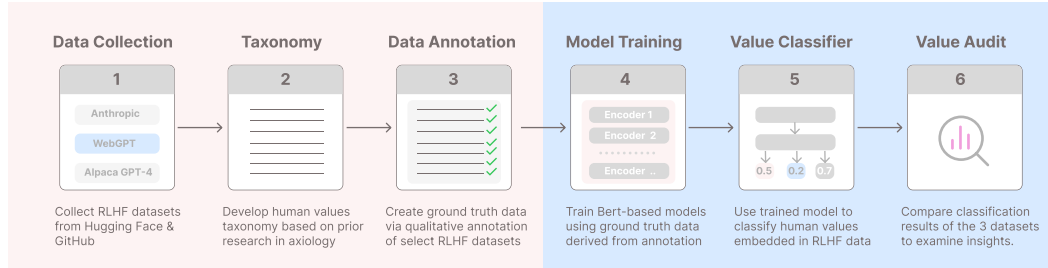 Data Collection
Taxonomy
Data Annotation
Model Training
Value Classifier
Value Audit
1
2
3
4
5
6
Anthropic
WebGPT
Alpaca GPT-4
Encoder 1
Encoder 2
Encoder ..
0.5
0.2
0.7
Collect RLHF datasets
from Hugging Face &
GitHub
Develop human values
taxonomy based on prior
research in axiology
Create ground truth data
via qualitative annotation
of select RLHF datasets
Train Bert-based models
using ground truth data
derived from annotation
Use trained model to
classify human values
embedded in RLHF data
Compare classification
results of the 3 datasets
to examine insights.